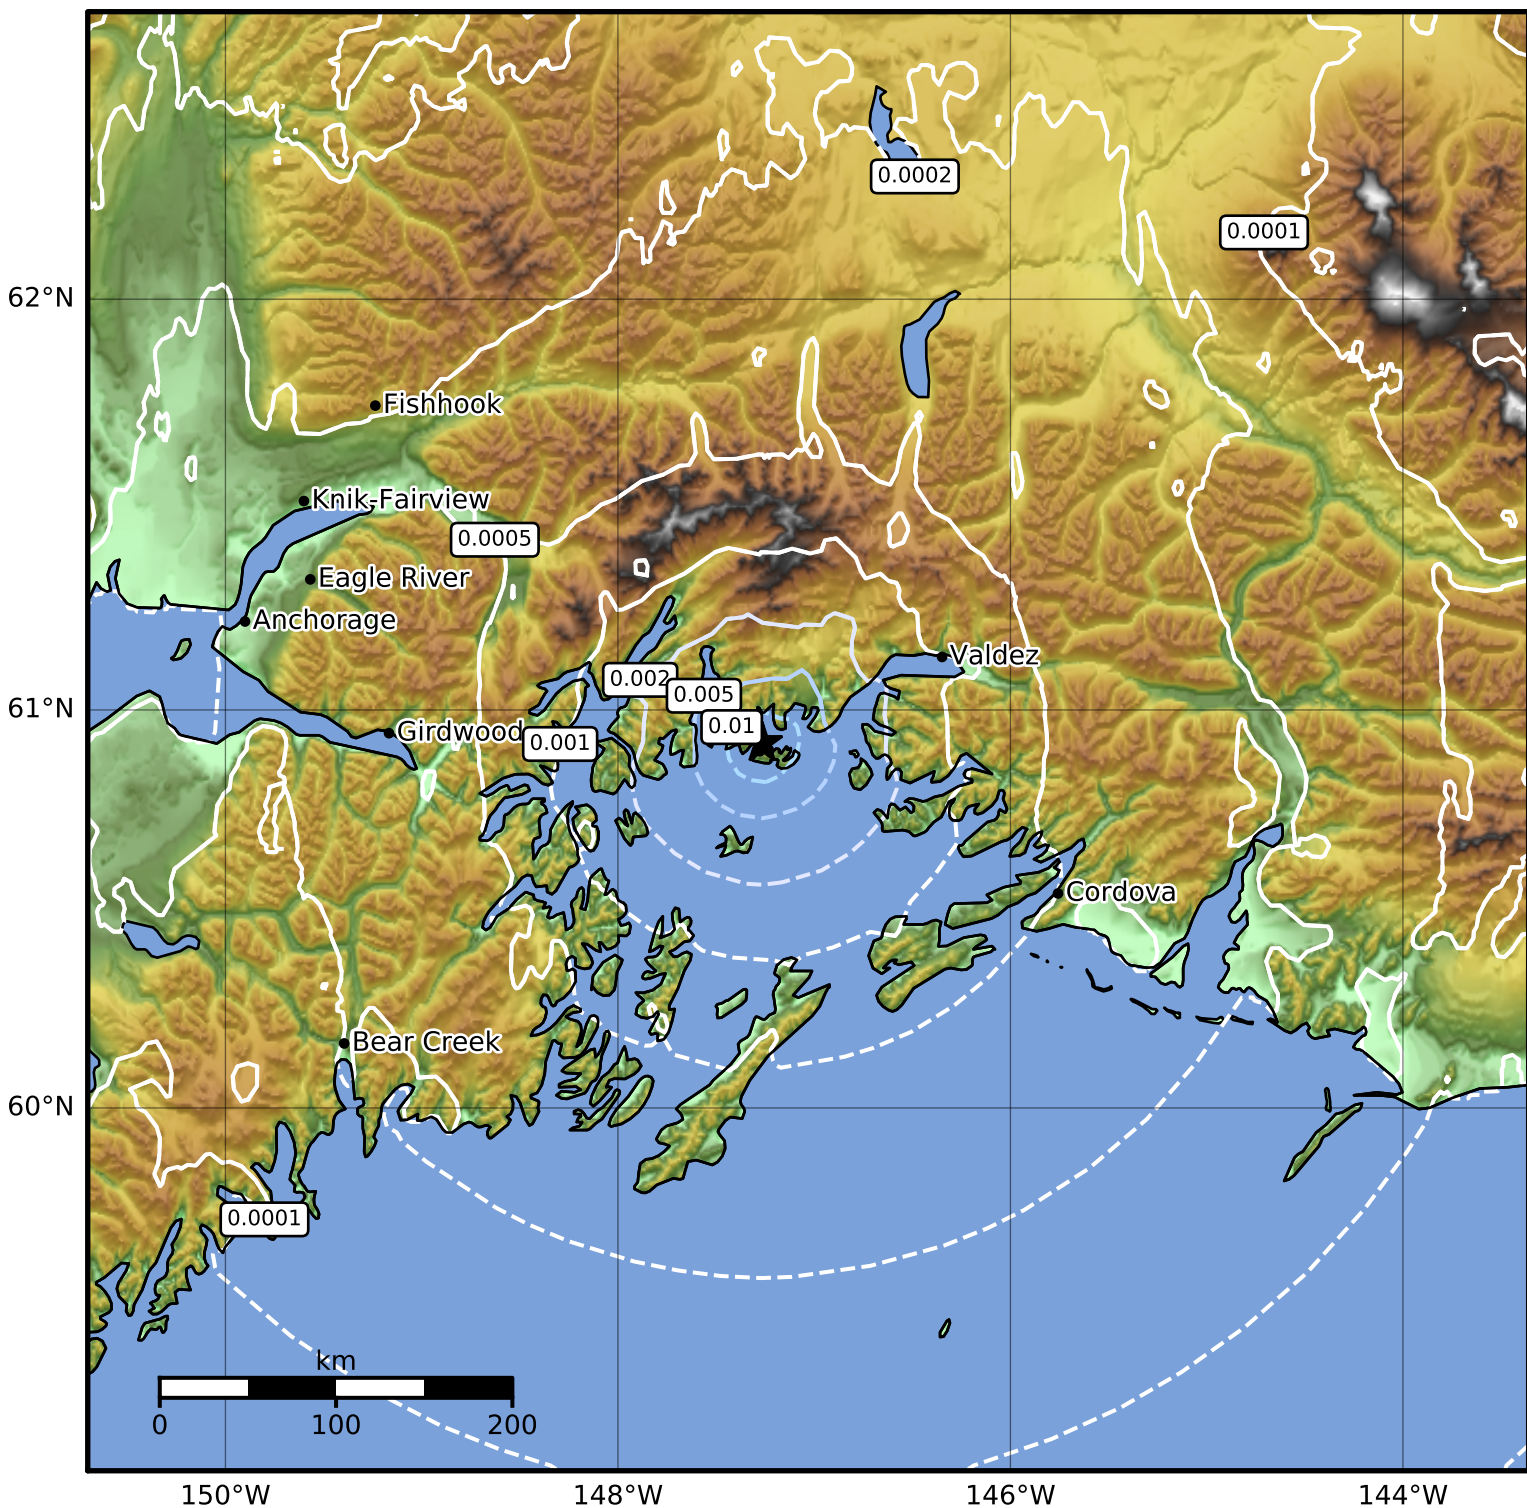 0.0002
0.0001
62°N
Fishhook
Knik-Fairview
0.0005
Eagle River
Anchorage
Valdez
0.002
0.005
61°N
0.01
Girdwood
0.001
Cordova
Bear Creek
60°N
0.0001
km
0 100 200
150°W 148°W 146°W 144°W